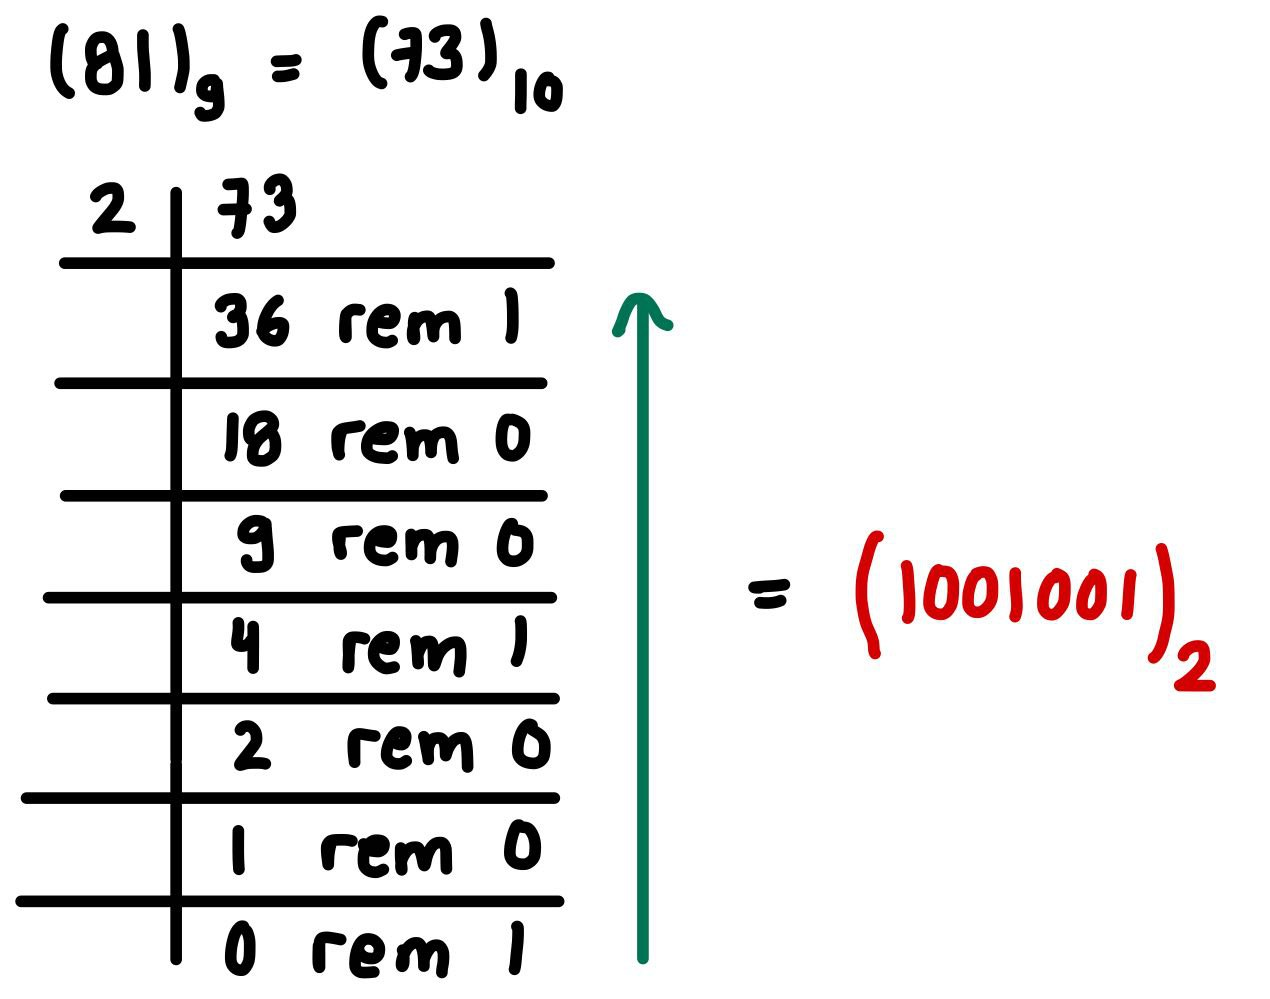 (81)9 = (73)10
2 73
36 rem 1
18 rem 0
9 rem 0
4 rem 1
2 rem 0
1 rem 0
0 rem 1
= (1001001)2